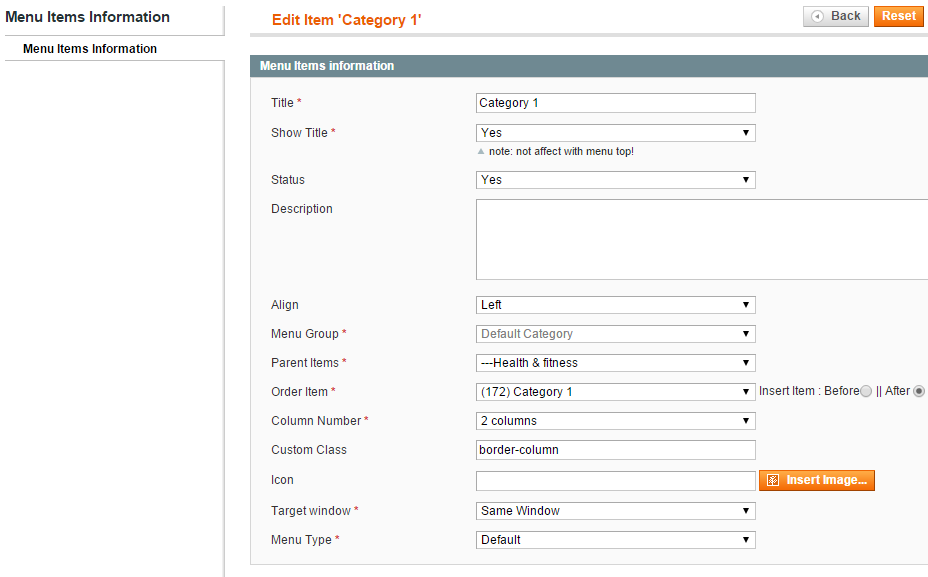 Menu Items Information
Menu Items Information
Edit Item 'Category 1'
Back
Reset
Menu Items information
Title *
Category 1
Show Title *
Yes
note: not affect with menu top!
Status
Yes
Description
Align
Left
Menu Group *
Default Category
Parent Items *
---Health & fitness
Order Item *
(172) Category 1
Insert Item : Before || After
Column Number *
2 columns
Custom Class
border-column
Icon
Insert Image...
Target window *
Same Window
Menu Type *
Default